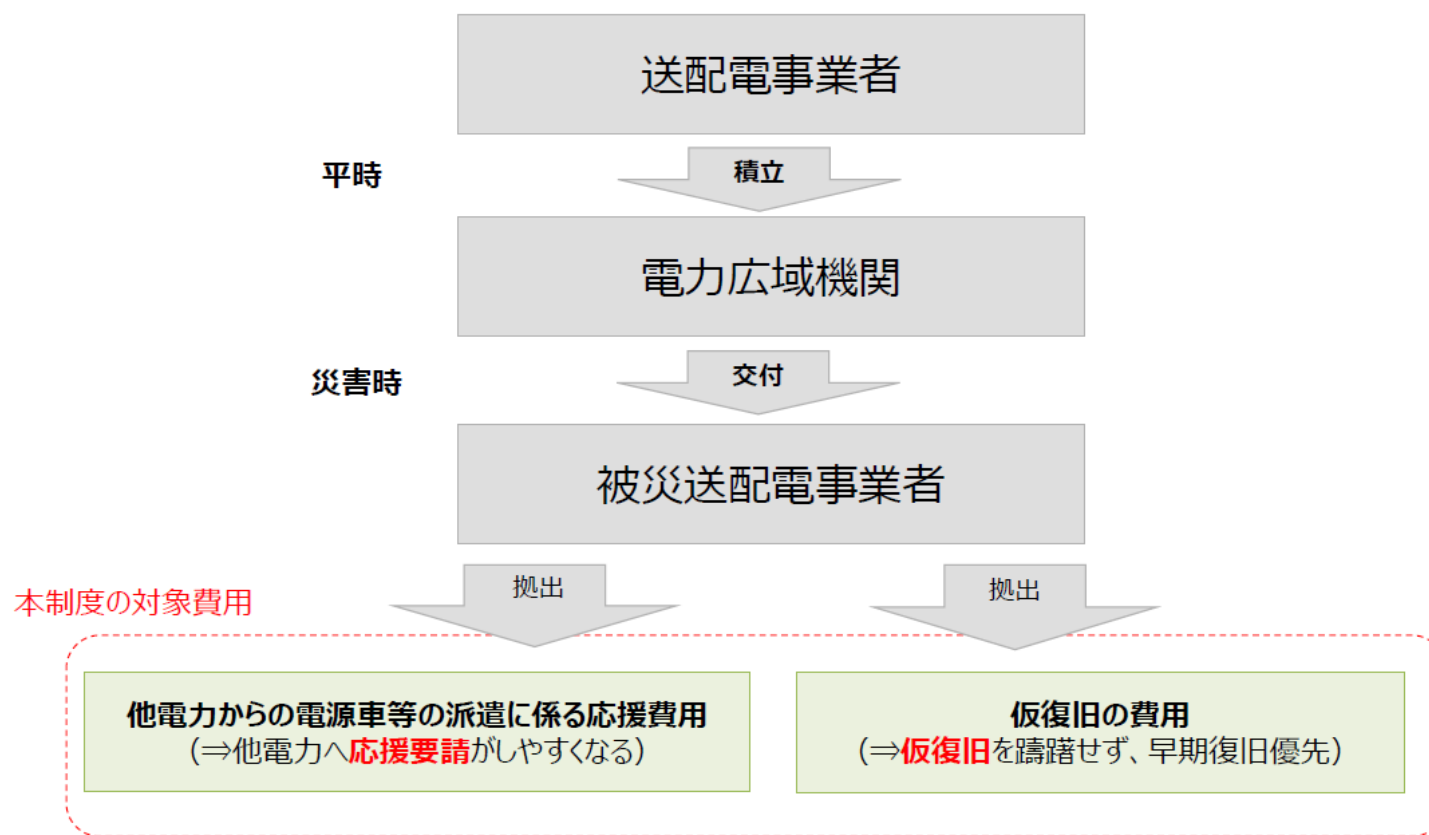 送配電事業者
平時
積立
電力広域機関
災害時
交付
被災送配電事業者
拠出
拠出
本制度の対象費用
他電力からの電源車等の派遣に係る応援費用
（⇒他電力へ応援要請がしやすくなる）
仮復旧の費用
（⇒仮復旧を躊躇せず、早期復旧優先）